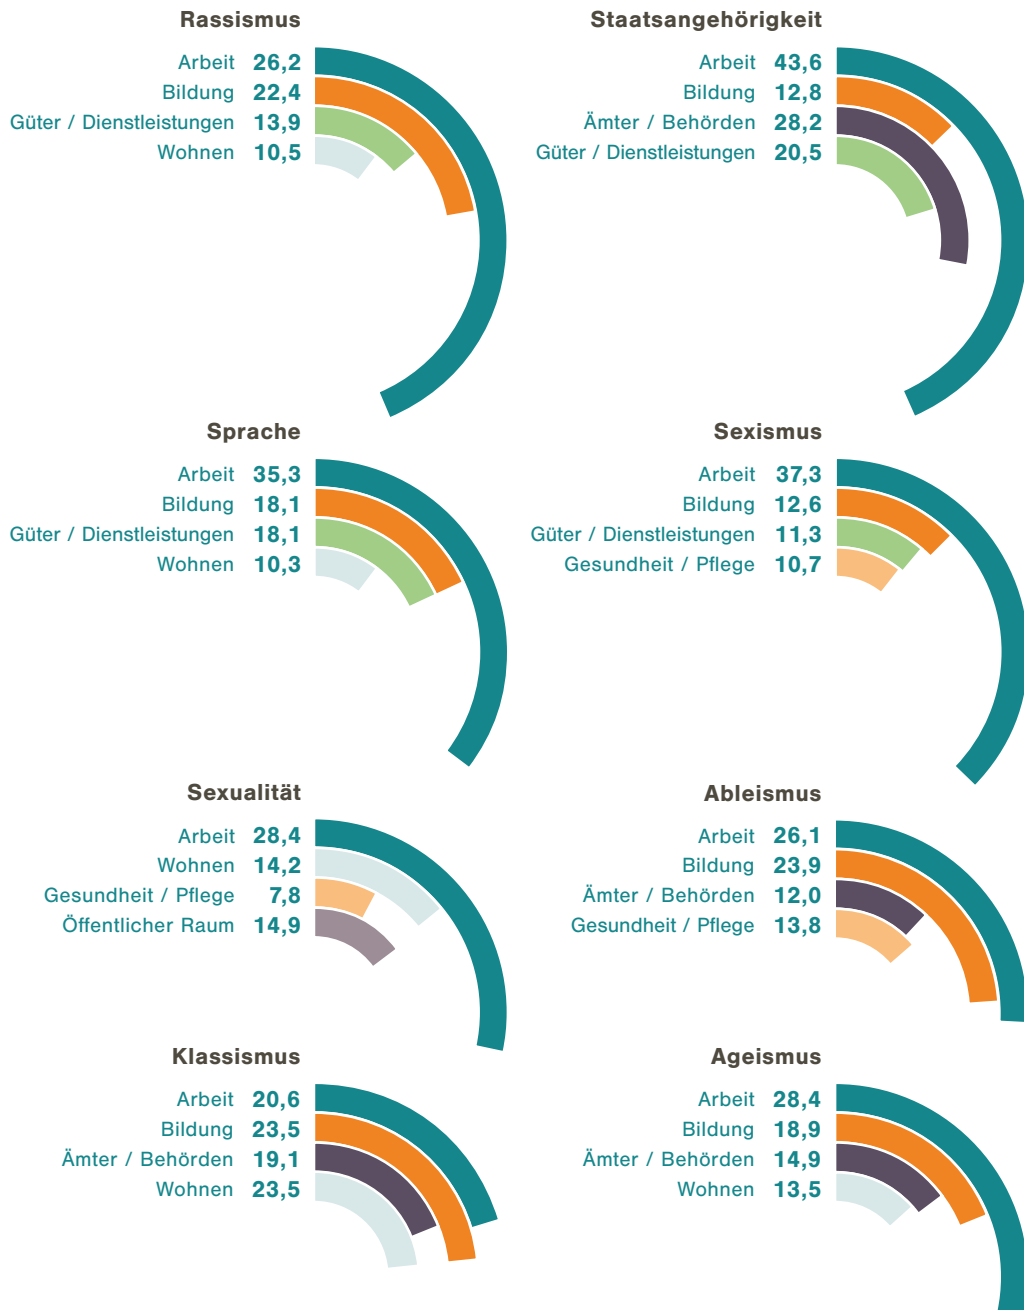 Rassismus
Arbeit 26,2
Bildung 22,4
Güter / Dienstleistungen 13,9
Wohnen 10,5
Staatsangehörigkeit
Arbeit 43,6
Bildung 12,8
Ämter / Behörden 28,2
Güter / Dienstleistungen 20,5
Sprache
Arbeit 35,3
Bildung 18,1
Güter / Dienstleistungen 18,1
Wohnen 10,3
Sexismus
Arbeit 37,3
Bildung 12,6
Güter / Dienstleistungen 11,3
Gesundheit / Pflege 10,7
Sexualität
Arbeit 28,4
Wohnen 14,2
Gesundheit / Pflege 7,8
Öffentlicher Raum 14,9
Ableismus
Arbeit 26,1
Bildung 23,9
Ämter / Behörden 12,0
Gesundheit / Pflege 13,8
Klassismus
Arbeit 20,6
Bildung 23,5
Ämter / Behörden 19,1
Wohnen 23,5
Ageismus
Arbeit 28,4
Bildung 18,9
Ämter / Behörden 14,9
Wohnen 13,5